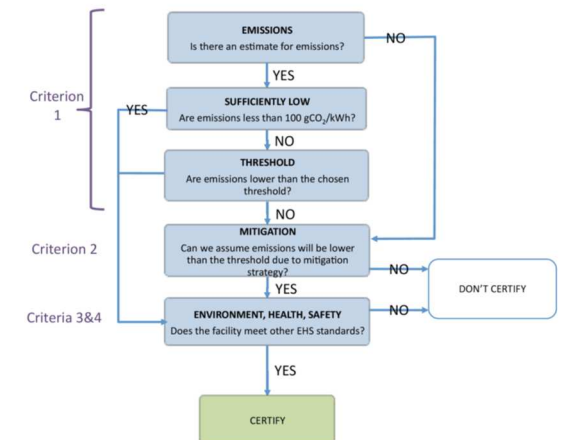 EMISSIONS
Is there an estimate for emissions?
NO
YES
Criterion
1
YES
SUFFICIENTLY LOW
Are emissions less than 100 gCO₂/kWh?
NO
THRESHOLD
Are emissions lower than the chosen
threshold?
NO
Criterion 2
MITIGATION
Can we assume emissions will be lower
than the threshold due to mitigation
strategy?
NO
DON'T CERTIFY
YES
Criteria 3&4
ENVIRONMENT, HEALTH, SAFETY
Does the facility meet other EHS standards?
NO
YES
CERTIFY